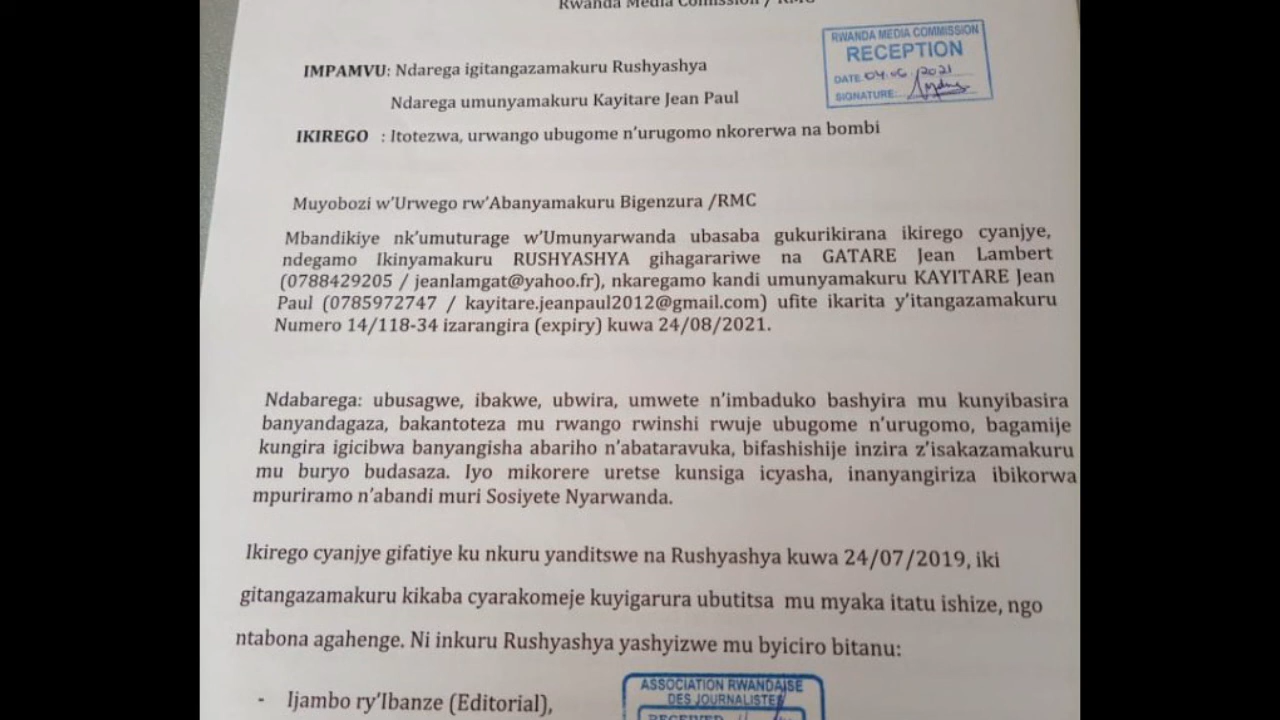 Rwanda Media Comission / RMC
RWANDA MEDIA COMMISSION
RECEPTION
DATE 04.06./2021
SIGNATURE:
IMPAMVU: Ndarega igitangazamakuru Rushyashya
Ndarega umunyamakuru Kayitare Jean Paul
IKIREGO : Itotezwa, urwango ubugome n'urugomo nkorerwa na bombi
Muyobozi w'Urwego rw'Abanyamakuru Bigenzura /RMC
Mbandikiye nk'umuturage w'Umunyarwanda ubasaba gukurikirana ikirego cyanjye,
ndegamo Ikinyamakuru RUSHYASHYA gihagarariwe na GATARE Jean Lambert
(0788429205 / jeanlamgat@yahoo.fr), nkaregamo kandi umunyamakuru KAYITARE Jean
Paul (0785972747 / kayitare.jeanpaul2012@gmail.com) ufite ikarita y'itangazamakuru
Numero 14/118-34 izarangira (expiry) kuwa 24/08/2021.
Ndabarega: ubusagwe, ibakwe, ubwira, umwete n'imbaduko bashyira mu kunyibasira
banyandagaza, bakantoteza mu rwango rwinshi rwuje ubugome n'urugomo, bagamije
kungira igicibwa banyangisha abariho n'abataravuka, bifashishije inzira z'isakazamakuru
mu buryo budasaza. Iyo mikorere uretse kunsiga icyasha, inanyangiriza ibikorwa
mpuriramo n'abandi muri Sosiyete Nyarwanda.
Ikirego cyanjye gifatiye ku nkuru yanditswe na Rushyashya kuwa 24/07/2019, iki
gitangazamakuru kikaba cyarakomeje kuyigarura ubutitsa mu myaka itatu ishize, ngo
ntabona agahenge. Ni inkuru Rushyashya yashyizwe mu byiciro bitanu:
- Ijambo ry'Ibanze (Editorial),
ASSOCIATION RWANDAISE
DES JOURNALISTES
RECEIVED